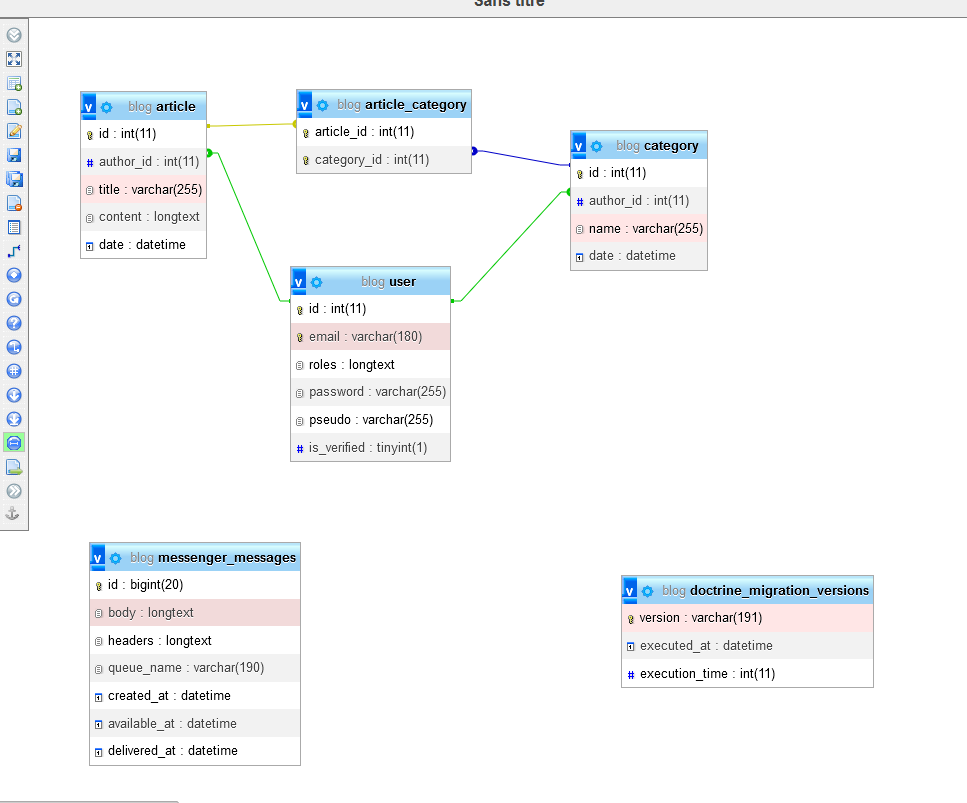 Sans titre
v blog article
id : int(11)
# author_id : int(11)
title : varchar(255)
content : longtext
date : datetime
v blog article_category
article_id : int(11)
category_id : int(11)
v blog category
id : int(11)
# author_id : int(11)
name : varchar(255)
date : datetime
v blog user
id : int(11)
email : varchar(180)
roles : longtext
password : varchar(255)
pseudo : varchar(255)
# is_verified : tinyint(1)
v blog messenger_messages
id : bigint(20)
body : longtext
headers : longtext
queue_name : varchar(190)
created_at : datetime
available_at : datetime
delivered_at : datetime
v blog doctrine_migration_versions
version : varchar(191)
executed_at : datetime
# execution_time : int(11)